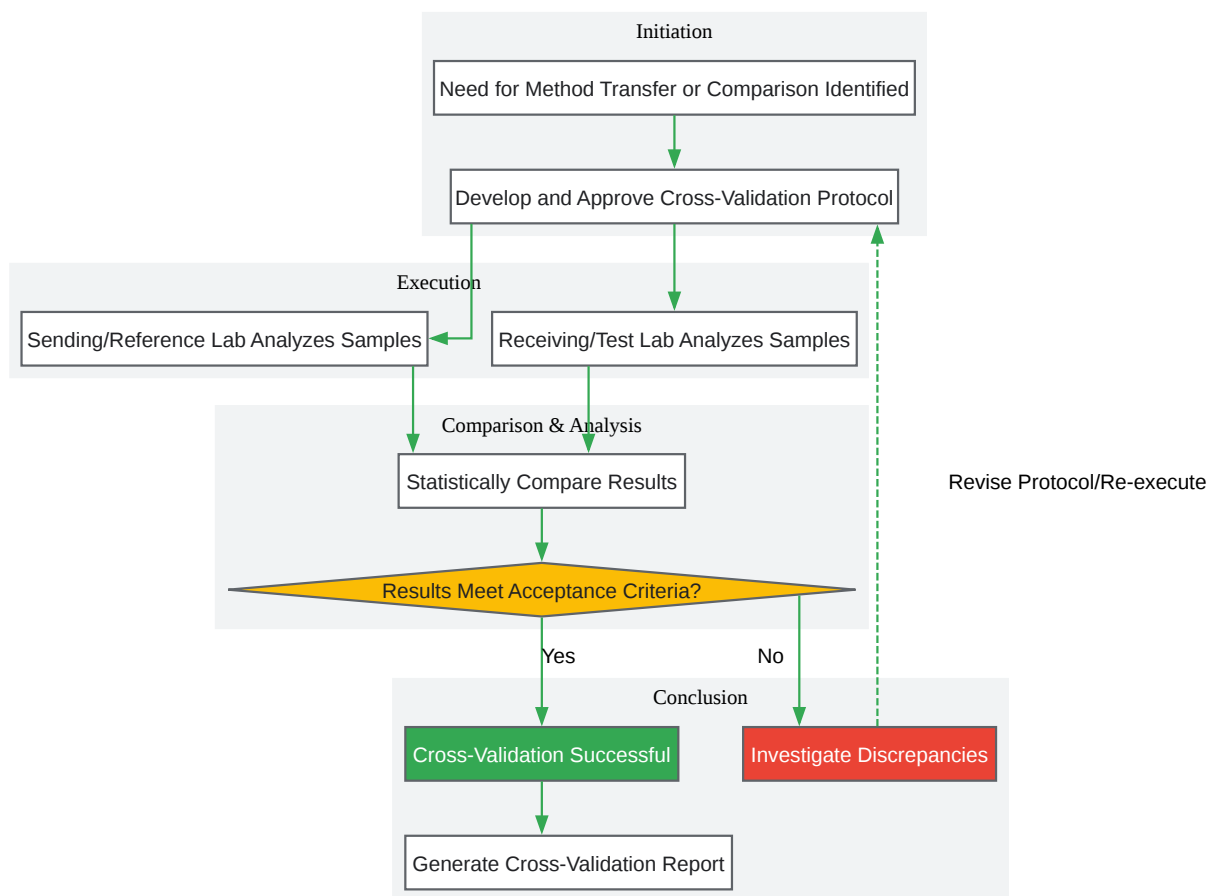 Initiation
Need for Method Transfer or Comparison Identified
Develop and Approve Cross-Validation Protocol
Execution
Sending/Reference Lab Analyzes Samples
Receiving/Test Lab Analyzes Samples
Comparison & Analysis
Statistically Compare Results
Revise Protocol/Re-execute
Results Meet Acceptance Criteria?
Yes
No
Conclusion
Cross-Validation Successful
Investigate Discrepancies
Generate Cross-Validation Report